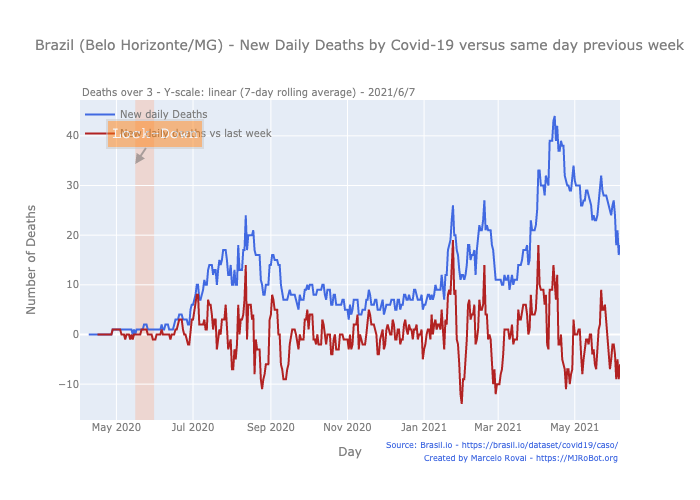 Brazil (Belo Horizonte/MG) - New Daily Deaths by Covid-19 versus same day previous week
Deaths over 3 - Y-scale: linear (7-day rolling average) - 2021/6/7
New daily Deaths
Lock Down
vs last week
40
30
20
10
0
−10
Number of Deaths
May 2020
Jul 2020
Sep 2020
Nov 2020
Jan 2021
Mar 2021
May 2021
Day
Source: Brasil.io - https://brasil.io/dataset/covid19/caso/
Created by Marcelo Rovai - https://MJRoBot.org